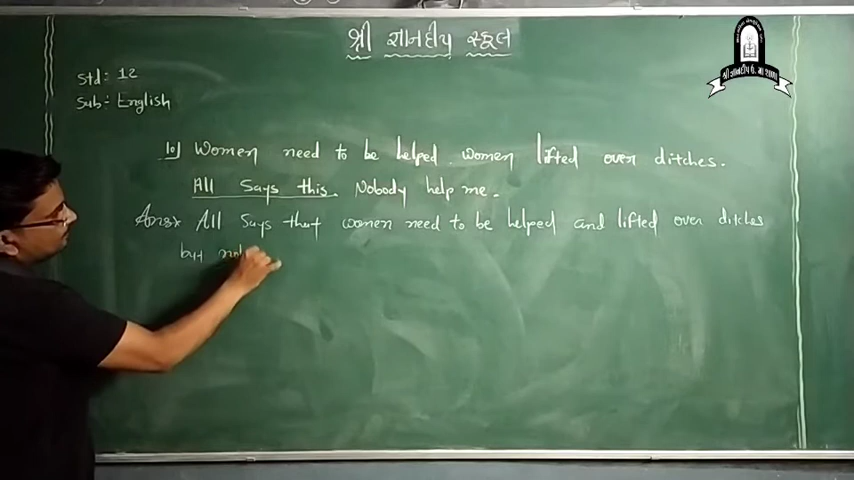 શ્રી જ્ઞાનદીપ સ્કૂલ
Std: 12
Sub:- English
10] Women need to be helped. women lifted over ditches.
All Says this. Nobody help me.
Ans* All Says that women need to be helped and lifted over ditches
but